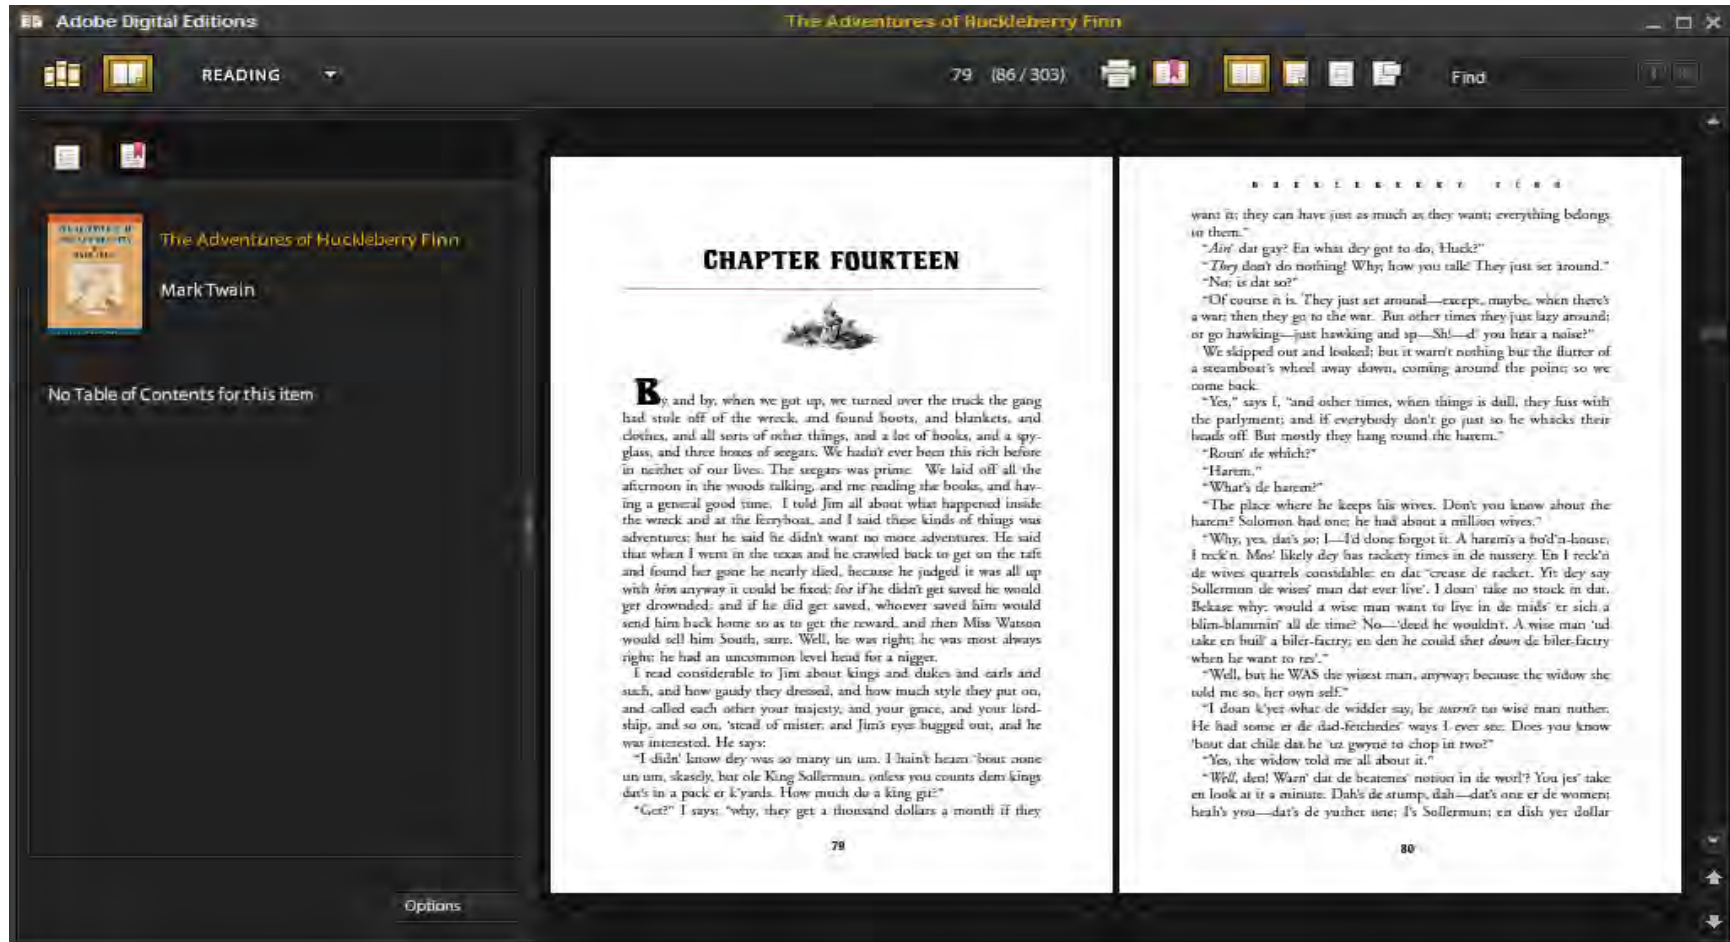 Adobe Digital Editions
The Adventures of Huckleberry Finn
READING
79 (86 / 303)
Find
The Adventures of Huckleberry Finn
Mark Twain
No Table of Contents for this item
Options
CHAPTER FOURTEEN
By and by, when we got up, we turned over the truck the gang
had stole off of the wreck, and found boots, and blankets, and
clothes, and all sorts of other things, and a lot of books, and a spy-
glass, and three boxes of seegars. We hadn't ever been this rich before
in neither of our lives. The seegars was prime. We laid off all the
afternoon in the woods talking, and me reading the books, and hav-
ing a general good time. I told Jim all about what happened inside
the wreck and at the ferryboat, and I said these kinds of things was
adventures; but he said he didn't want no more adventures. He said
that when I went in the texas and he crawled back to get on the raft
and found her gone he nearly died, because he judged it was all up
with him anyway it could be fixed; for if he didn't get saved he would
get drownded; and if he did get saved, whoever saved him would
send him back home so as to get the reward, and then Miss Watson
would sell him South, sure. Well, he was right; he was most always
right; he had an uncommon level head for a nigger.
I read considerable to Jim about kings and dukes and earls and
such, and how gaudy they dressed, and how much style they put on,
and called each other your majesty, and your grace, and your lord-
ship, and so on, 'stead of mister; and Jim's eyes bugged out, and he
was interested. He says:
"I didn' know dey was so many un um. I hain't hearn 'bout none
un um, skasely, but ole King Sollermun, onless you counts dem kings
dat's in a pack er k'yards. How much do a king git?"
"Get?" I says; "why, they get a thousand dollars a month if they
79
HUCKLEBERRY FINN
want it; they can have just as much as they want; everything belongs
to them."
"Ain' dat gay? En what dey got to do, Huck?"
"They don't do nothing! Why, how you talk! They just set around."
"No; is dat so?"
"Of course it is. They just set around—except, maybe, when there's
a war; then they go to the war. But other times they just lazy around;
or go hawking—just hawking and sp—Sh!—d' you hear a noise?"
We skipped out and looked; but it warn't nothing but the flutter of
a steamboat's wheel away down, coming around the point; so we
come back.
"Yes," says I, "and other times, when things is dull, they fuss with
the parlyment; and if everybody don't go just so he whacks their
heads off. But mostly they hang round the harem."
"Roun' de which?"
"Harem."
"What's de harem?"
"The place where he keeps his wives. Don't you know about the
harem? Solomon had one; he had about a million wives."
"Why, yes, dat's so; I—I'd done forgot it. A harem's a bo'd'n-house,
I reck'n. Mos' likely dey has rackety times in de nussery. En I reck'n
de wives quarrels considable; en dat 'crease de racket. Yit dey say
Sollermun de wises' man dat ever live'. I doan' take no stock in dat.
Bekase why: would a wise man want to live in de mids' er sich a
blim-blammin' all de time? No—'deed he wouldn't. A wise man 'ud
take en buil' a biler-factry; en den he could shet down de biler-factry
when he want to res'."
"Well, but he WAS the wisest man, anyway; because the widow she
told me so, her own self."
"I doan k'yer what de widder say, he warn't no wise man nuther.
He had some er de dad-fetchedes' ways I ever see. Does you know
'bout dat chile dat he 'uz gwyne to chop in two?"
"Yes, the widow told me all about it."
"Well, den! Warn' dat de beatenes' notion in de worl'? You jes' take
en look at it a minute. Dah's de stump, dah—dat's one er de women;
heah's you—dat's de yuther one; I's Sollermun; en dish yer dollar
80